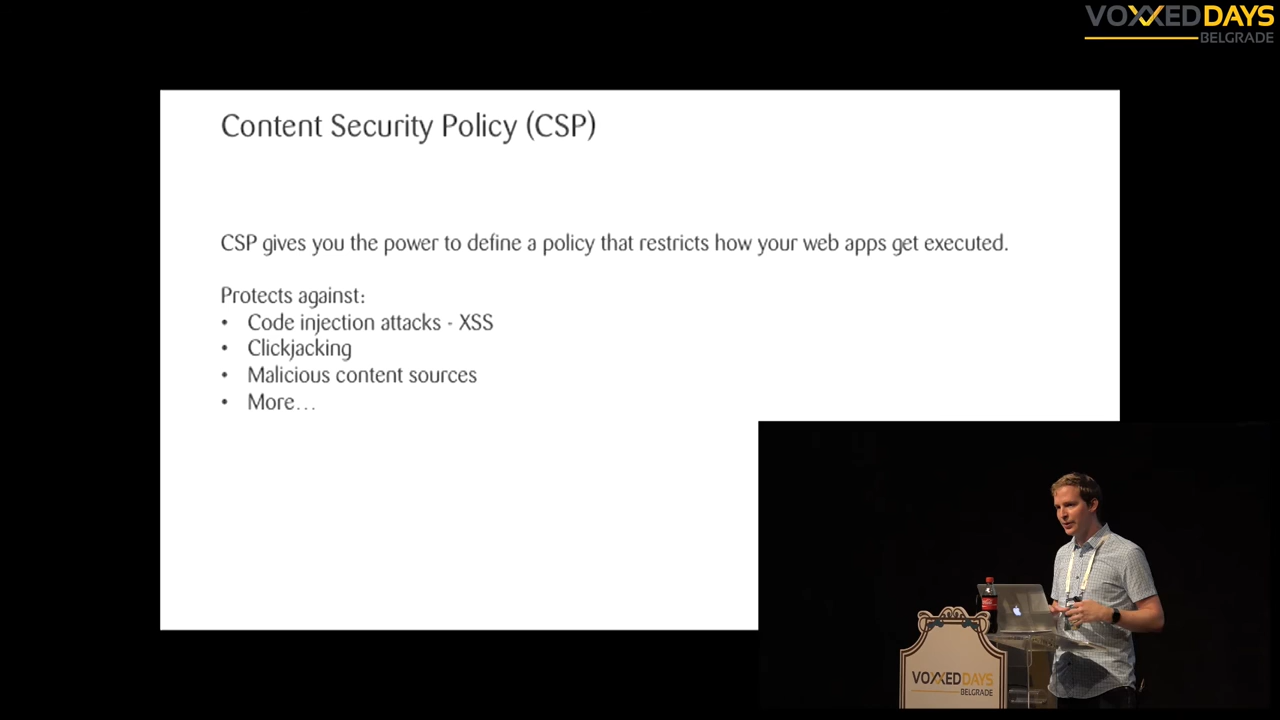 VOXXEDDAYS
BELGRADE
Content Security Policy (CSP)
CSP gives you the power to define a policy that restricts how your web apps get executed.
Protects against:
• Code injection attacks - XSS
• Clickjacking
• Malicious content sources
• More…
VOXXEDDAYS
BELGRADE